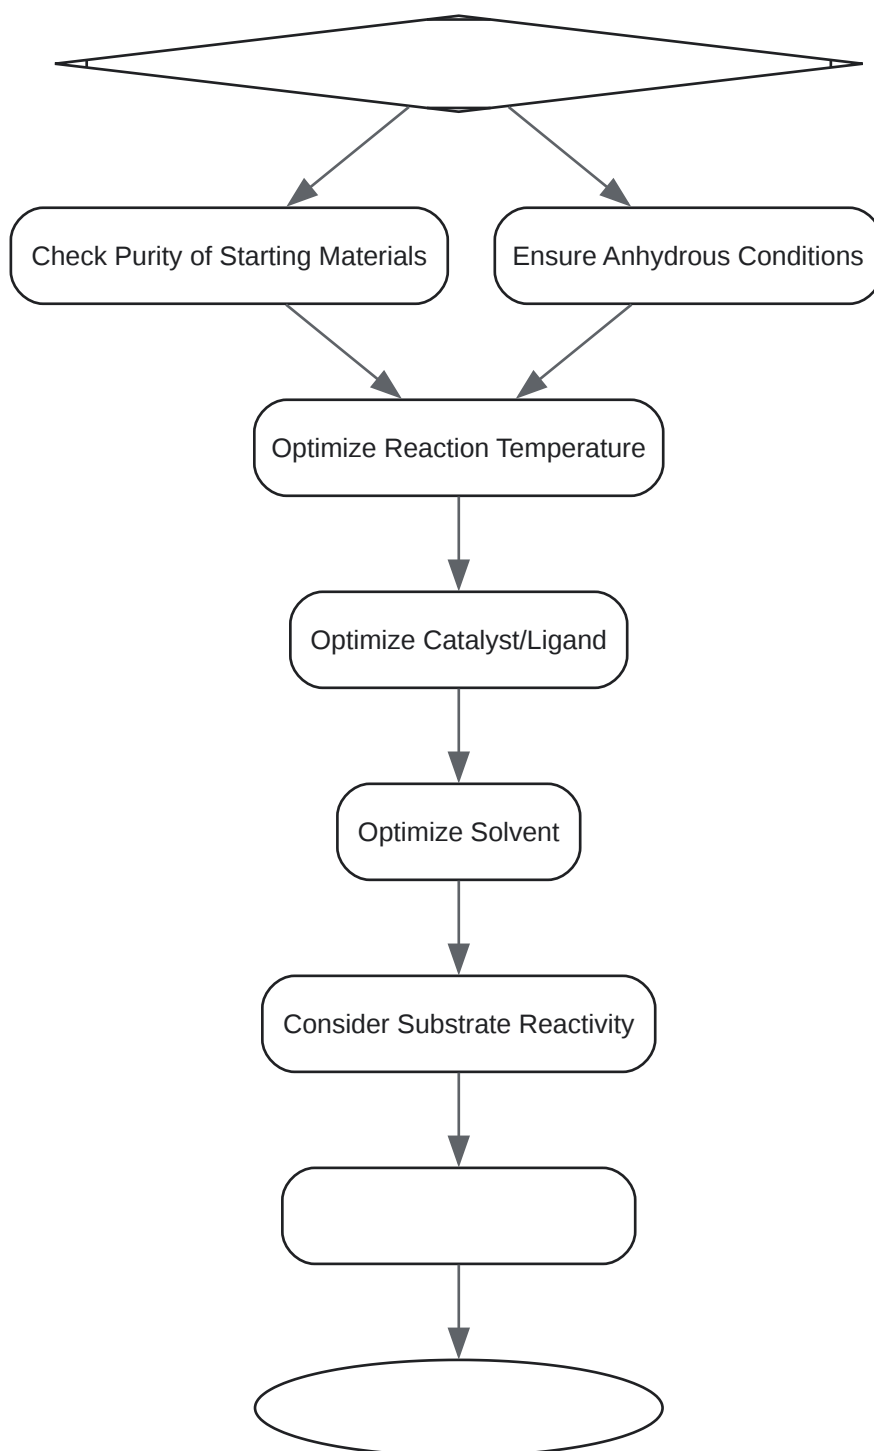 Check Purity of Starting Materials
Ensure Anhydrous Conditions
Optimize Reaction Temperature
Optimize Catalyst/Ligand
Optimize Solvent
Consider Substrate Reactivity